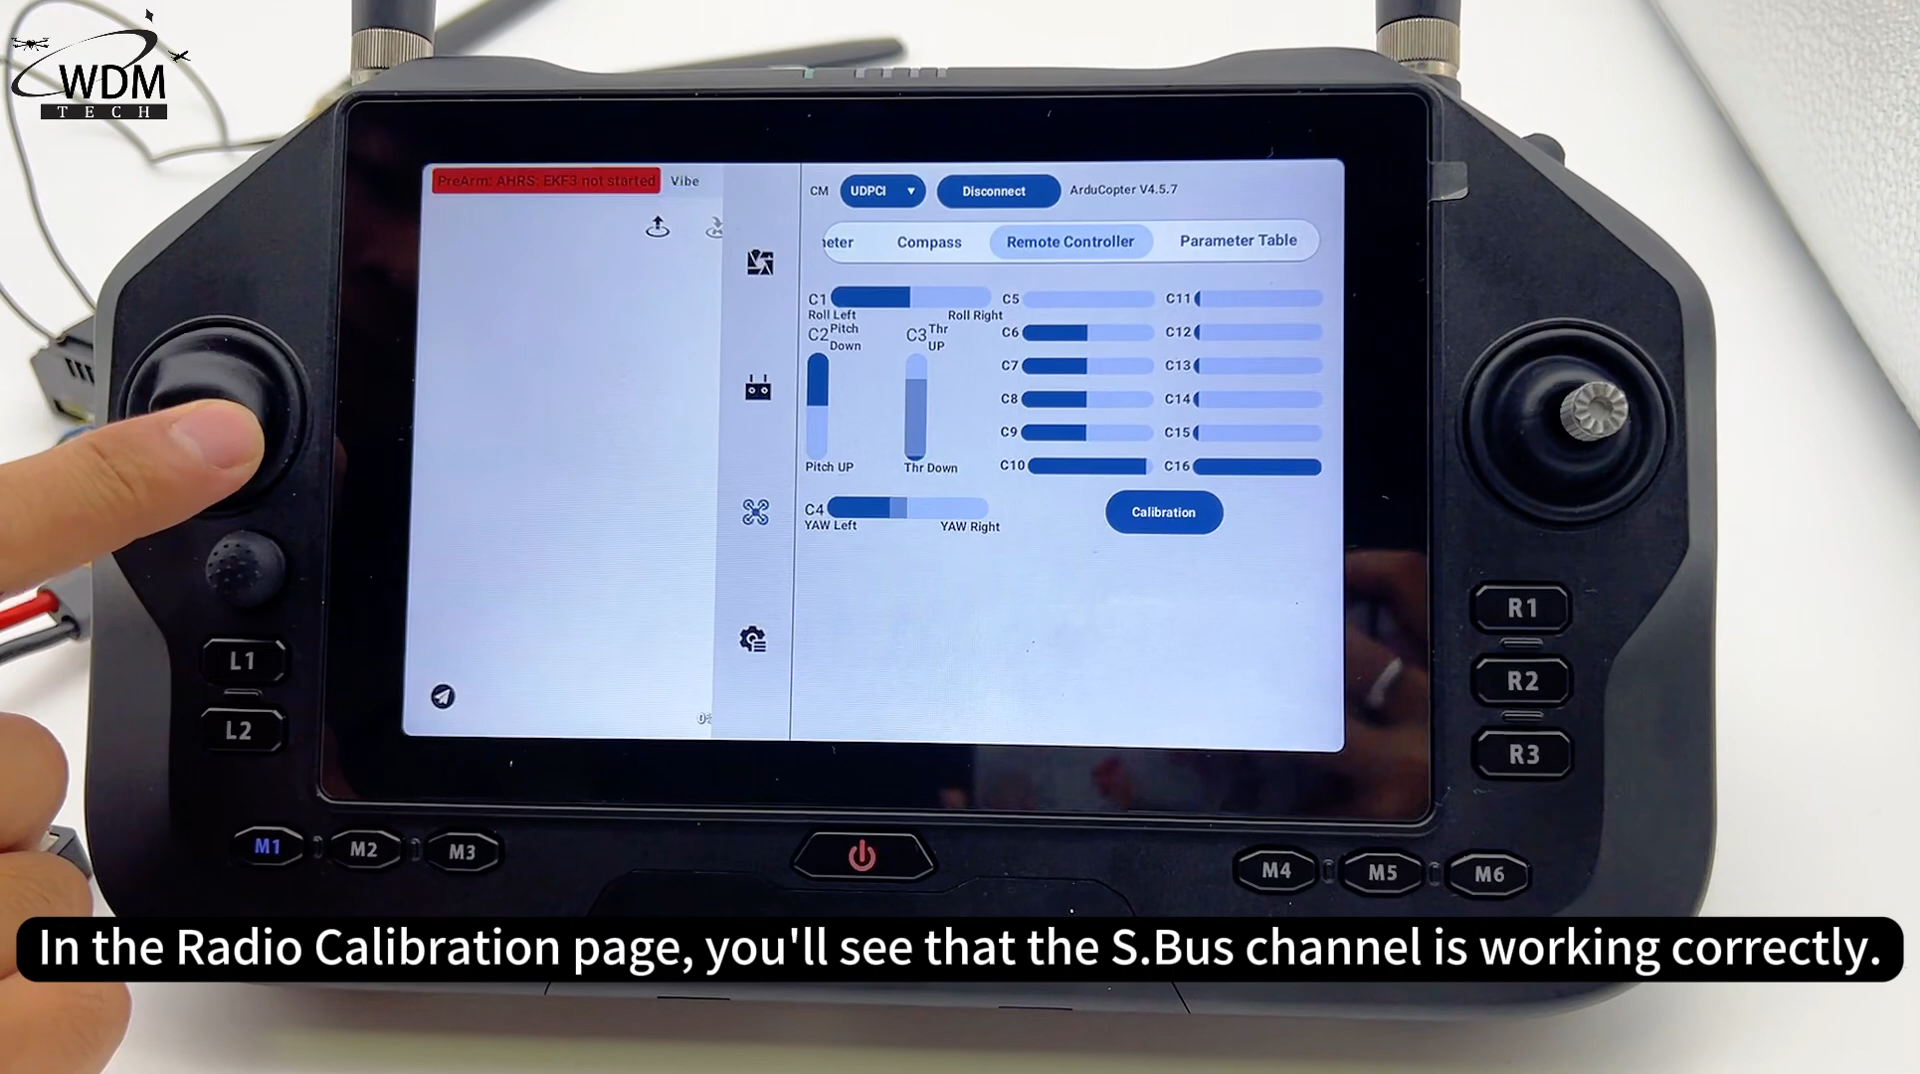 WDM
TECH
PreArm: AHRS: EKF3 not started
Vibe
CM
UDPCI
Disconnect
ArduCopter V4.5.7
Compass
Remote Controller
Parameter Table
C1
Roll Left
Roll Right
C2
Pitch
Down
C3
Thr
UP
Pitch UP
Thr Down
C4
YAW Left
YAW Right
C5
C6
C7
C8
C9
C10
C11
C12
C13
C14
C15
C16
Calibration
L1
L2
R1
R2
R3
M1
M2
M3
M4
M5
M6
In the Radio Calibration page, you'll see that the S.Bus channel is working correctly.